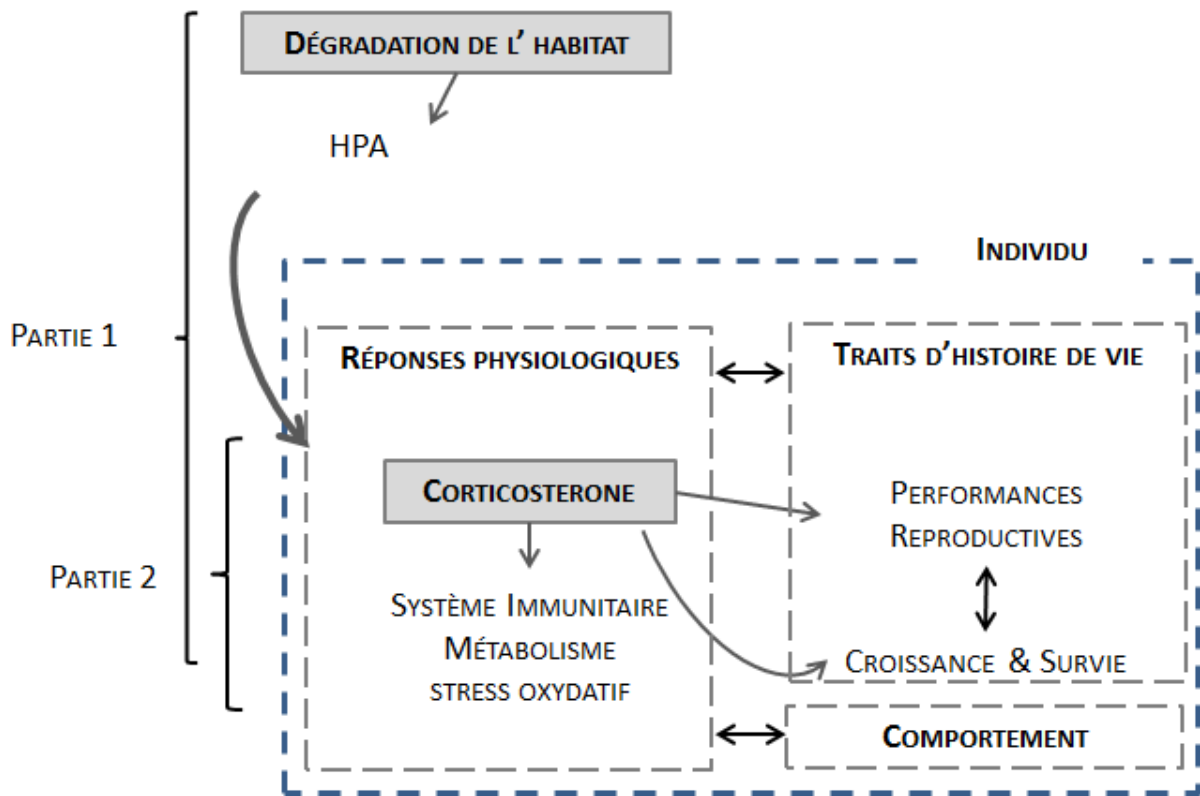 DÉGRADATION DE L' HABITAT
HPA
INDIVIDU
PARTIE 1
RÉPONSES PHYSIOLOGIQUES
TRAITS D'HISTOIRE DE VIE
CORTICOSTERONE
PERFORMANCES
REPRODUCTIVES
PARTIE 2
SYSTÈME IMMUNITAIRE
MÉTABOLISME
STRESS OXYDATIF
CROISSANCE & SURVIE
COMPORTEMENT